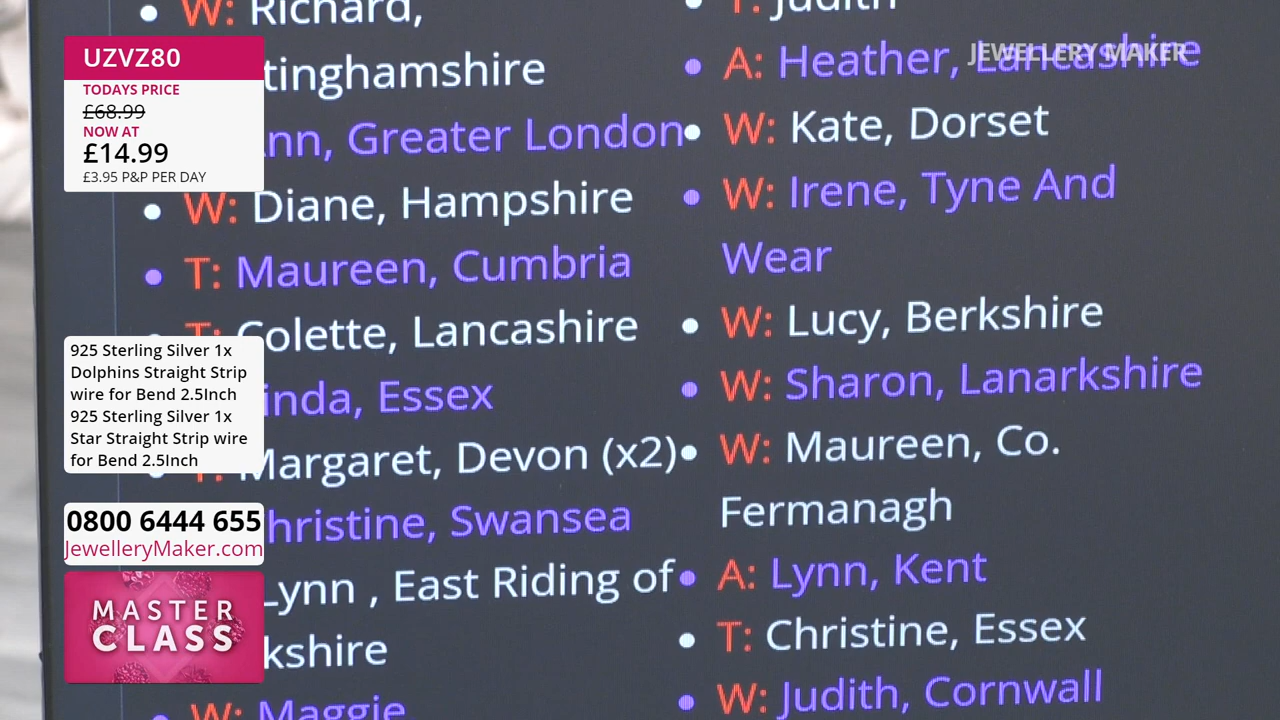 UZVZ80
TODAYS PRICE
£68.99
NOW AT
£14.99
£3.95 P&P PER DAY
925 Sterling Silver 1x
Dolphins Straight Strip
wire for Bend 2.5Inch
925 Sterling Silver 1x
Star Straight Strip wire
for Bend 2.5Inch
0800 6444 655
JewelleryMaker.com
MASTER
CLASS
W: Richard,
tinghamshire
nn, Greater London
W: Diane, Hampshire
T: Maureen, Cumbria
T: Colette, Lancashire
inda, Essex
T: Margaret, Devon (x2)
hristine, Swansea
Lynn , East Riding of
kshire
W: Maggie
JEWELLERY MAKER
T: Judith
A: Heather, Lancashire
W: Kate, Dorset
W: Irene, Tyne And
Wear
W: Lucy, Berkshire
W: Sharon, Lanarkshire
W: Maureen, Co.
Fermanagh
A: Lynn, Kent
T: Christine, Essex
W: Judith, Cornwall